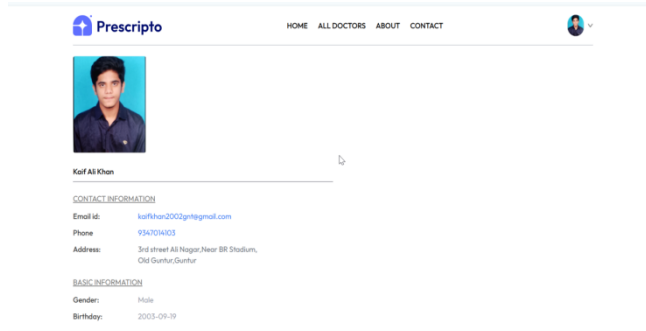 Prescripto
HOME ALL DOCTORS ABOUT CONTACT
Kaif Ali Khan
CONTACT INFORMATION
Email id: kaifkhan2002gnt@gmail.com
Phone 9347014103
Address: 3rd street Ali Nagar,Near BR Stadium,
Old Guntur,Guntur
BASIC INFORMATION
Gender: Male
Birthday: 2003-09-19